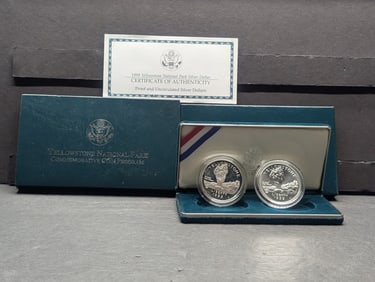 1999 Yellowstone National Park Silver Dollar
CERTIFICATE OF AUTHENTICITY
Proof and Uncirculated Silver Dollars
YELLOWSTONE NATIONAL PARK
COMMEMORATIVE COIN PROGRAM